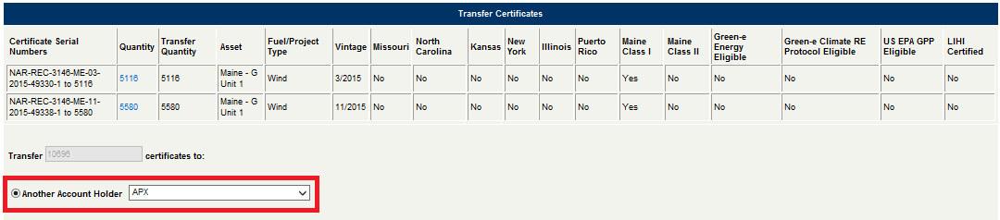 Transfer Certificates
Certificate Serial Numbers Quantity Transfer Quantity Asset Fuel/Project Type Vintage Missouri North Carolina Kansas New York Illinois Puerto Rico Maine Class I Maine Class II Green-e Energy Eligible Green-e Climate RE Protocol Eligible US EPA GPP Eligible LIHI Certified
NAR-REC-3146-ME-03-2015-49330-1 to 5116 5116 5116 Maine - G Unit 1 Wind 3/2015 No No No No No No Yes No No No No No
NAR-REC-3146-ME-11-2015-49338-1 to 5580 5580 5580 Maine - G Unit 1 Wind 11/2015 No No No No No No Yes No No No No No
Transfer 10696 certificates to:
Another Account Holder APX